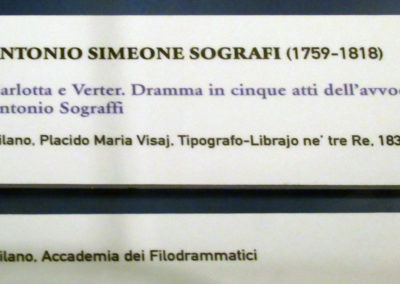 NTONIO SIMEONE SOGRAFI (1759-1818)
arlotta e Verter. Dramma in cinque atti dell'avvo
ntonio Sograffi
ilano, Placido Maria Visaj, Tipografo-Librajo ne' tre Re, 183
ilano, Accademia dei Filodrammatici